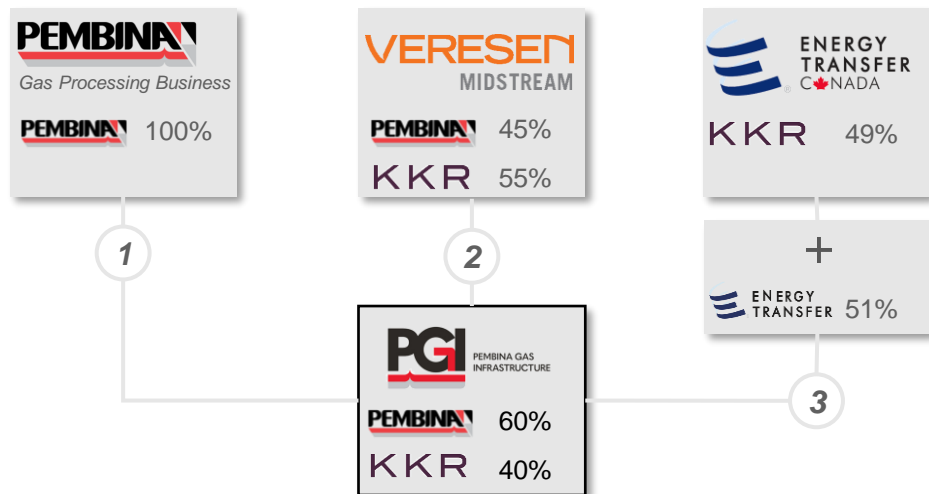 PEMBINA
Gas Processing Business
PEMBINA 100%
VERESEN
MIDSTREAM
PEMBINA 45%
KKR 55%
ENERGY
TRANSFER
CANADA
®
KKR 49%
1
2
+
ENERGY
TRANSFER 51%
PGI PEMBINA GAS
INFRASTRUCTURE
PEMBINA 60%
KKR 40%
3